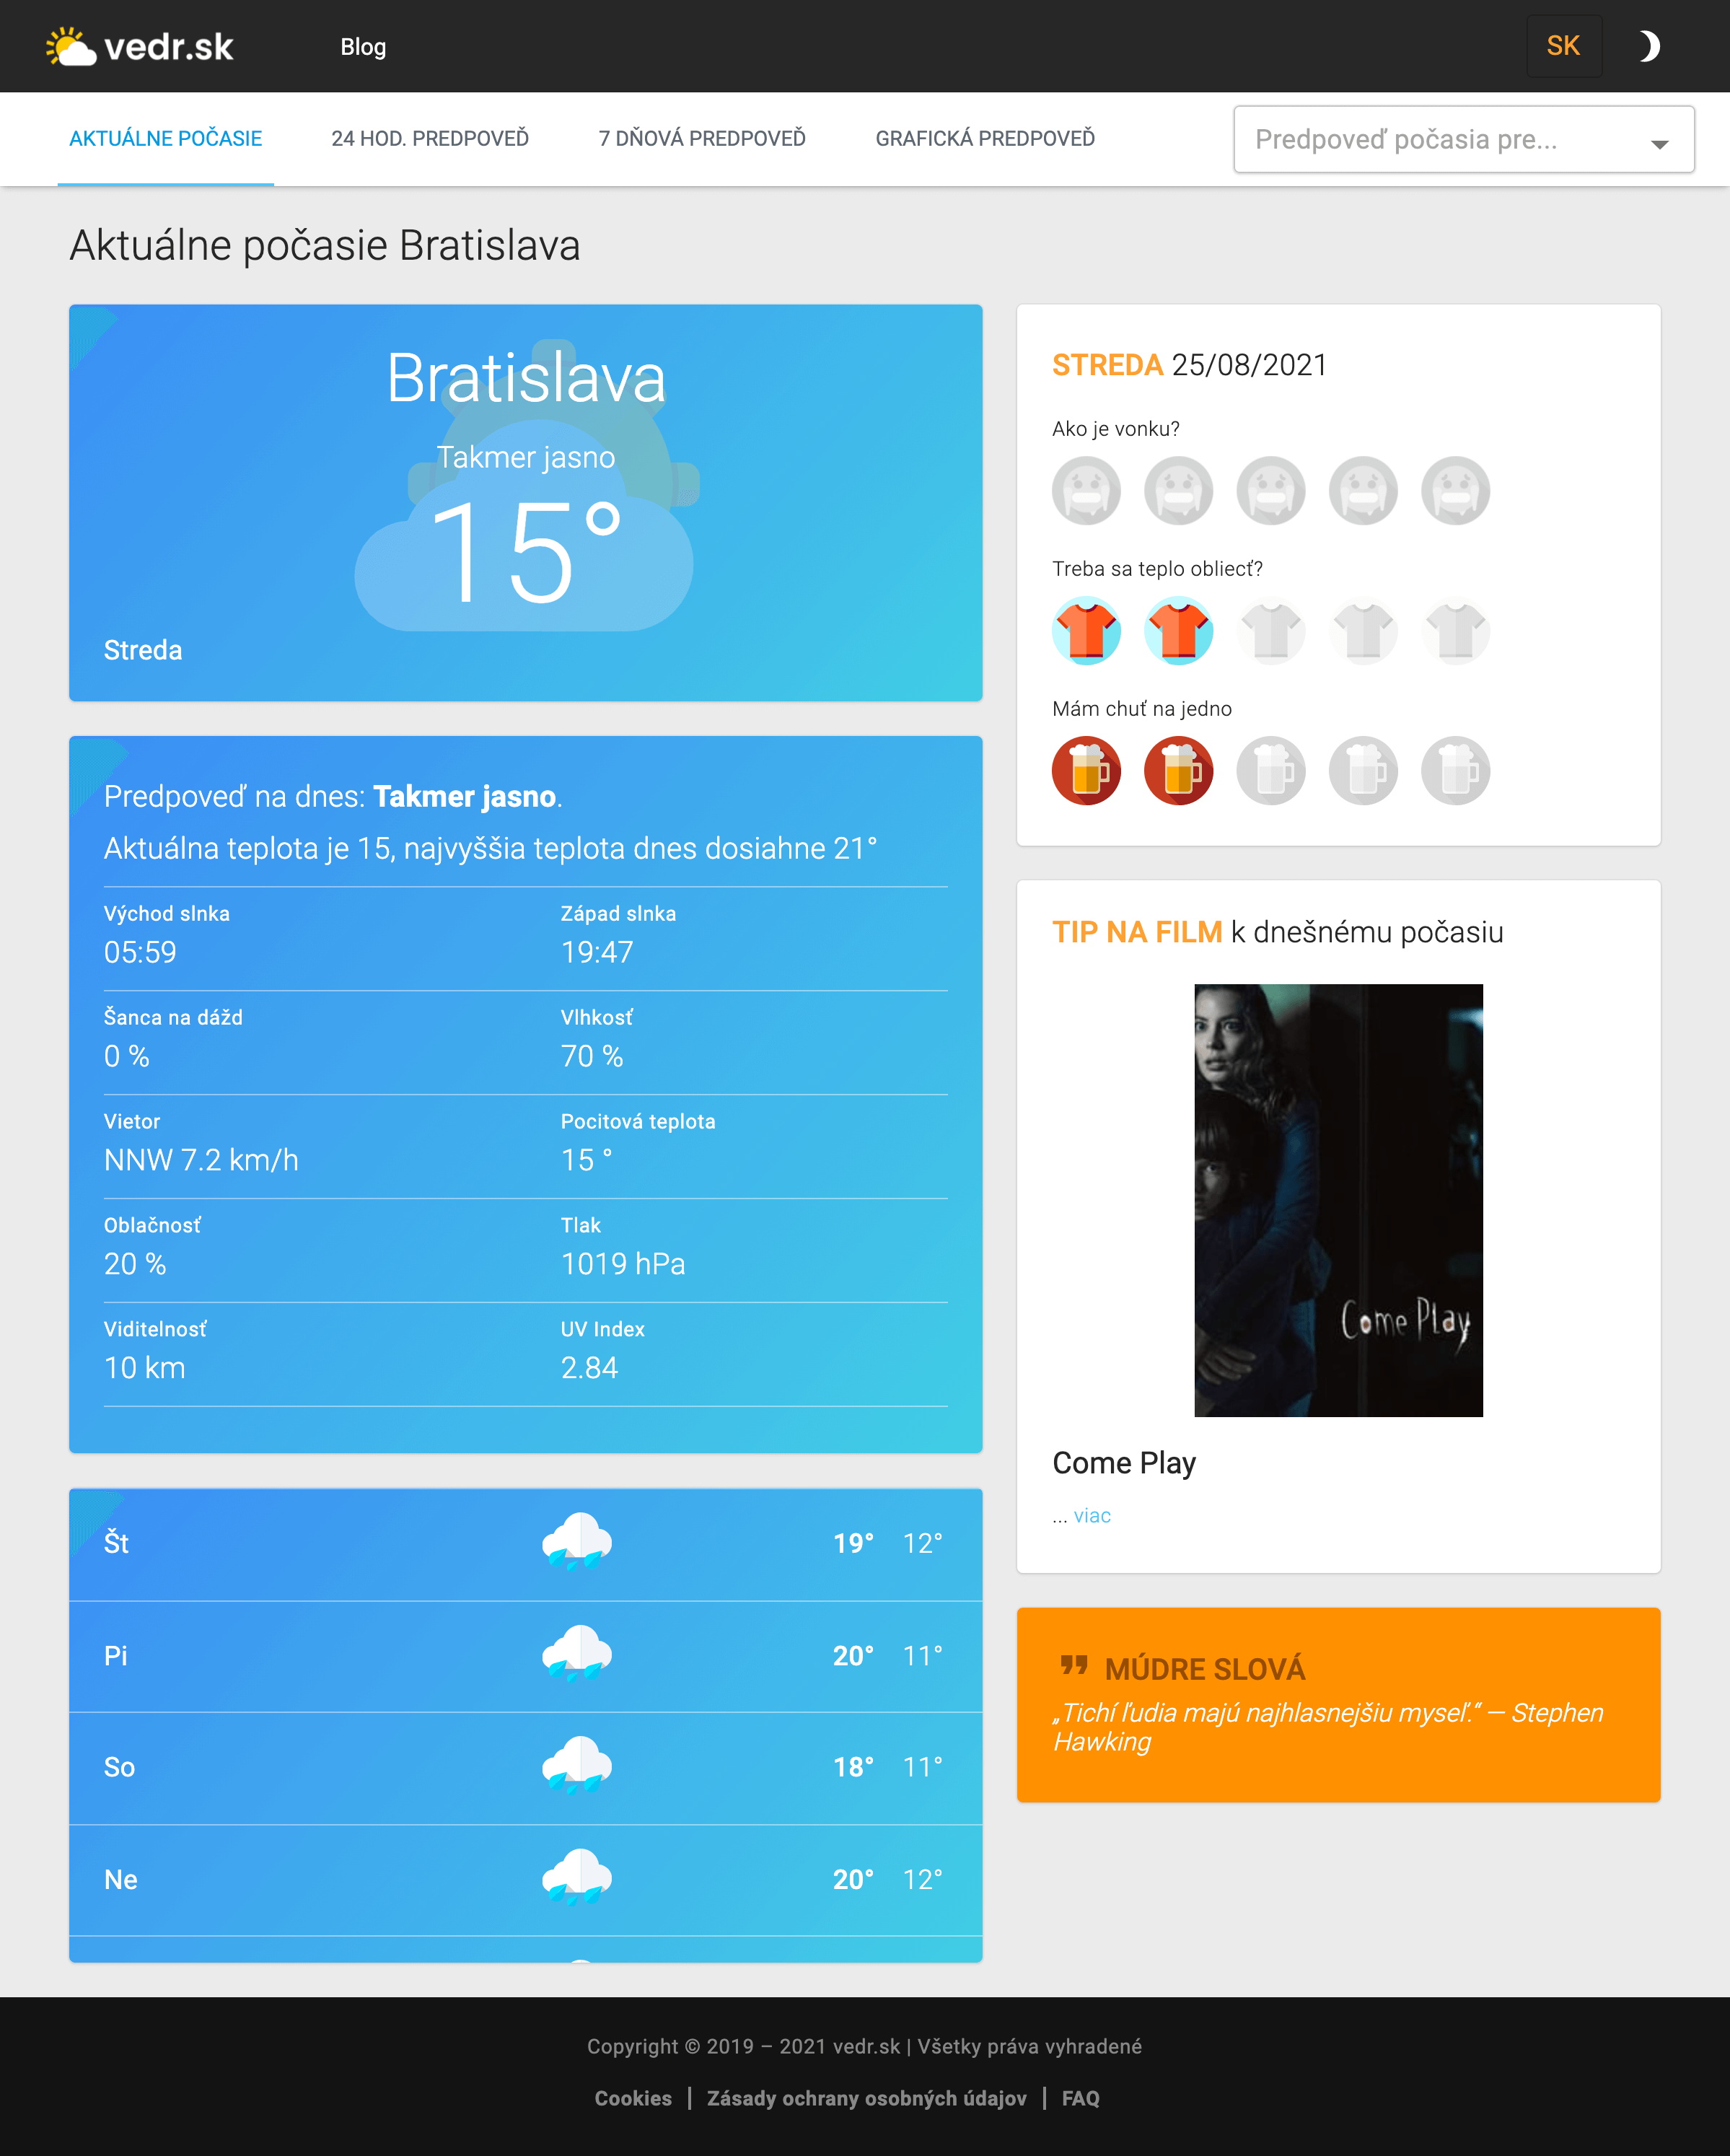 vedr.sk
Blog
SK
AKTUÁLNE POČASIE
24 HOD. PREDPOVEĎ
7 DŇOVÁ PREDPOVEĎ
GRAFICKÁ PREDPOVEĎ
Predpoveď počasia pre...
Aktuálne počasie Bratislava
Bratislava
Takmer jasno
15°
Streda
Predpoveď na dnes: Takmer jasno.
Aktuálna teplota je 15, najvyššia teplota dnes dosiahne 21°
Východ slnka
05:59
Západ slnka
19:47
Šanca na dážd
0 %
Vlhkosť
70 %
Vietor
NNW 7.2 km/h
Pocitová teplota
15 °
Oblačnosť
20 %
Tlak
1019 hPa
Viditelnosť
10 km
UV Index
2.84
Št
19° 12°
Pi
20° 11°
So
18° 11°
Ne
20° 12°
STREDA 25/08/2021
Ako je vonku?
Treba sa teplo obliecť?
Mám chuť na jedno
TIP NA FILM k dnešnému počasiu
Come Play
Come Play
... viac
MÚDRE SLOVÁ
„Tichí ľudia majú najhlasnejšiu myseľ.“ — Stephen
Hawking
Copyright © 2019 – 2021 vedr.sk | Všetky práva vyhradené
Cookies | Zásady ochrany osobných údajov | FAQ